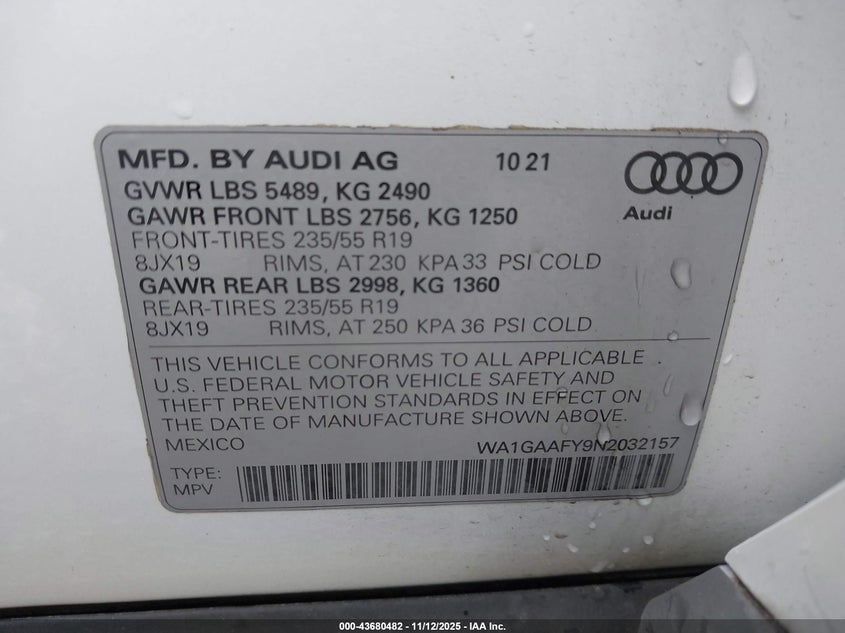 MFD. BY AUDI AG 10 21
GVWR LBS 5489, KG 2490
GAWR FRONT LBS 2756, KG 1250
Audi
FRONT-TIRES 235/55 R19
8JX19 RIMS, AT 230 KPA 33 PSI COLD
GAWR REAR LBS 2998, KG 1360
REAR-TIRES 235/55 R19
8JX19 RIMS, AT 250 KPA 36 PSI COLD
THIS VEHICLE CONFORMS TO ALL APPLICABLE
U.S. FEDERAL MOTOR VEHICLE SAFETY AND
THEFT PREVENTION STANDARDS IN EFFECT ON
THE DATE OF MANUFACTURE SHOWN ABOVE.
MEXICO WA1GAAFY9N2032157
TYPE:
MPV
000-43680482 - 11/12/2025 - IAA Inc.